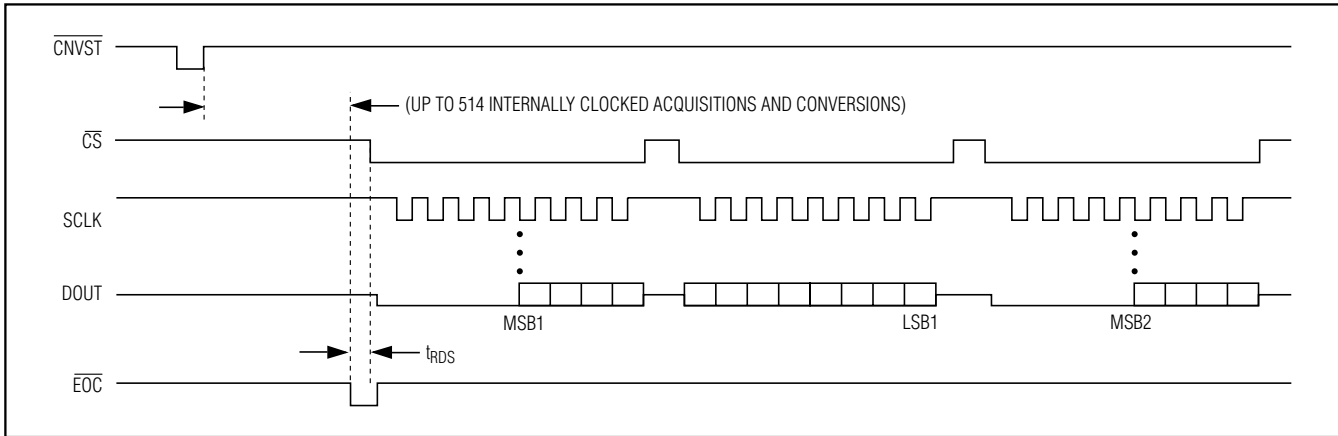 CNVST
(UP TO 514 INTERNALLY CLOCKED ACQUISITIONS AND CONVERSIONS)
CS
SCLK
DOUT
MSB1
LSB1
MSB2
tRDS
EOC